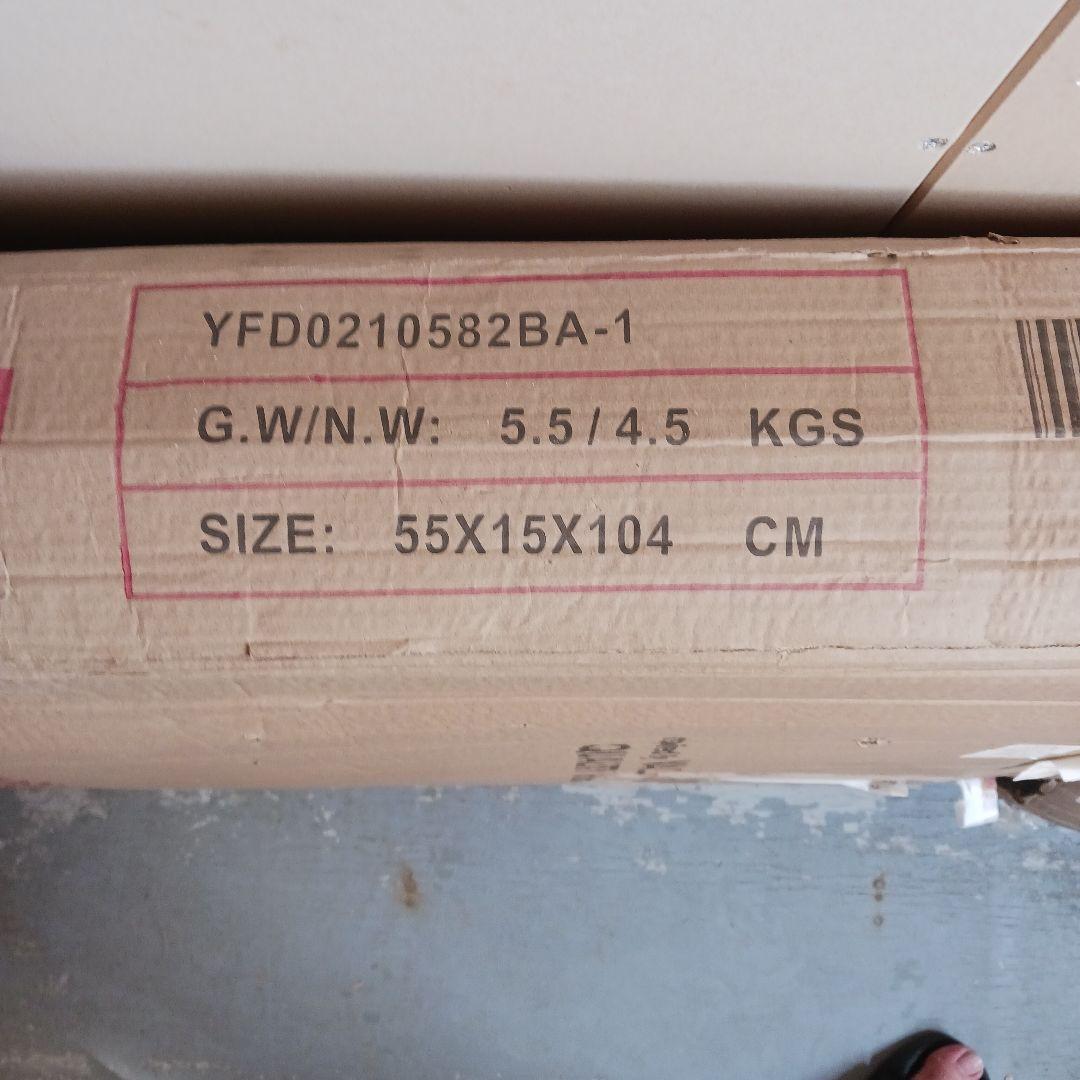 YFD0210582BA-1
G.W/N.W: 5.5/4.5 KGS
SIZE: 55X15X104 CM